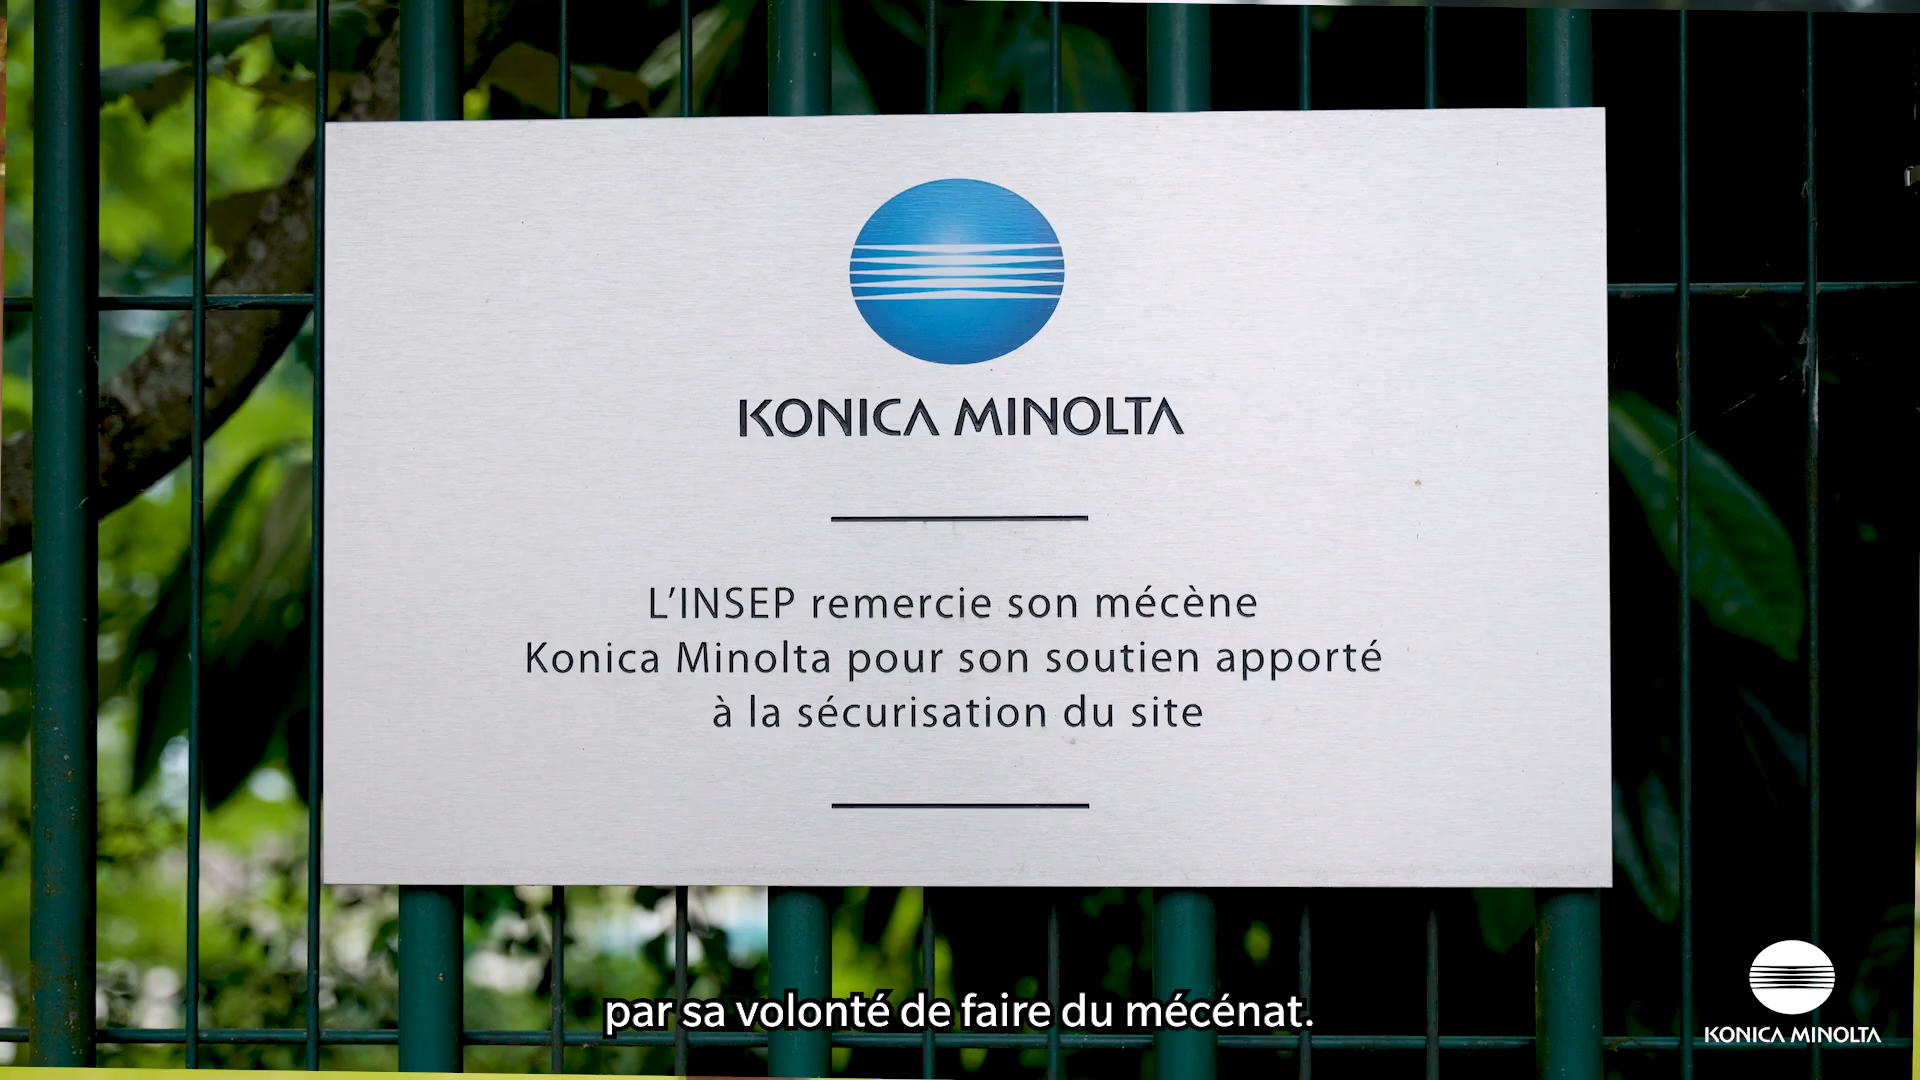 KONICA MINOLTA
L’INSEP remercie son mécène
Konica Minolta pour son soutien apporté
à la sécurisation du site
par sa volonté de faire du mécénat.
KONICA MINOLTA